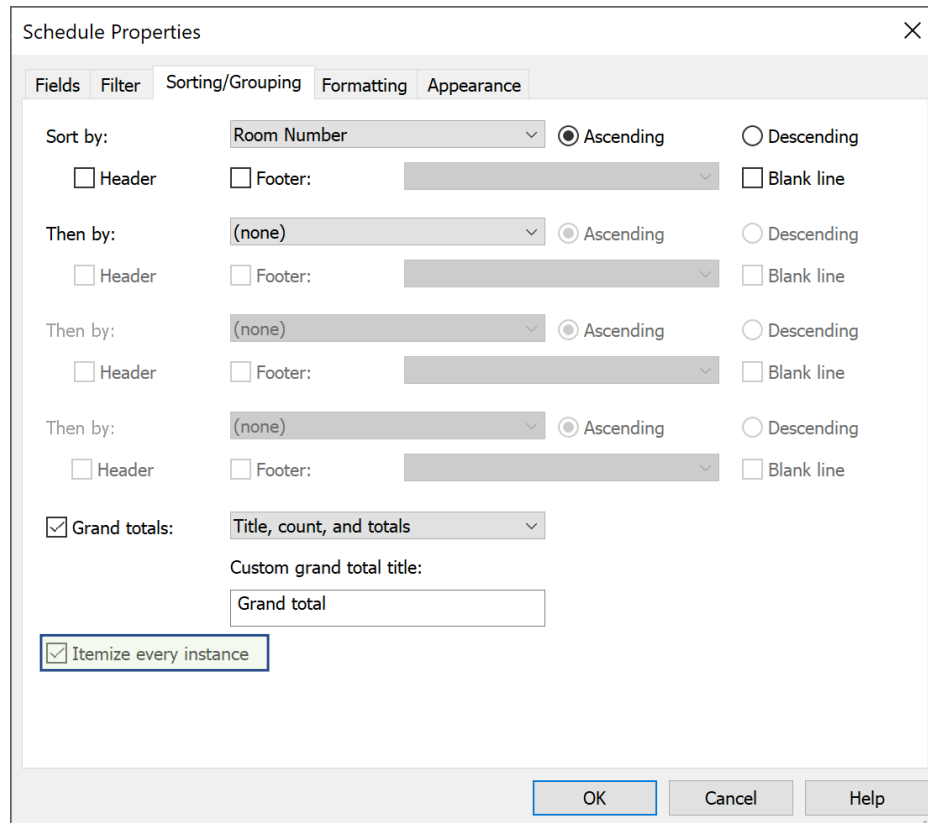 Schedule Properties
Fields Filter Sorting/Grouping Formatting Appearance
Sort by: Room Number Ascending Descending
Header Footer: Blank line
Then by: (none) Ascending Descending
Header Footer: Blank line
Then by: (none) Ascending Descending
Header Footer: Blank line
Then by: (none) Ascending Descending
Header Footer: Blank line
Grand totals: Title, count, and totals
Custom grand total title:
Grand total
Itemize every instance
OK Cancel Help